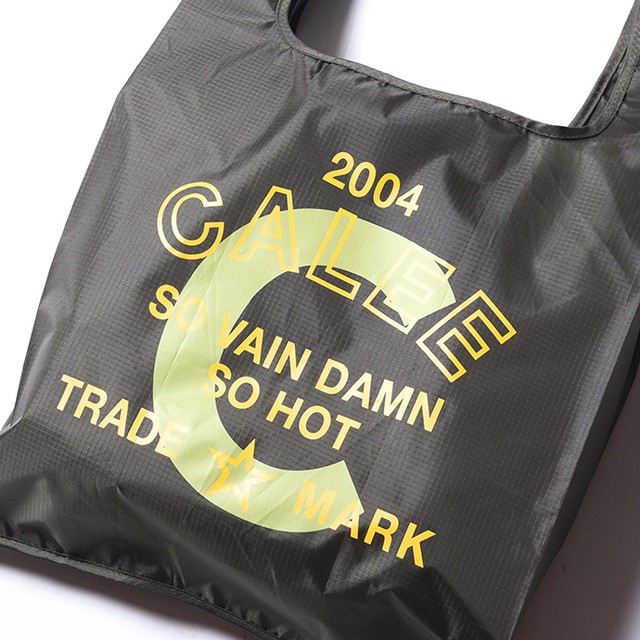 2004
CALEE
C
SO VAIN DAMN
SO HOT
TRADE ★ MARK